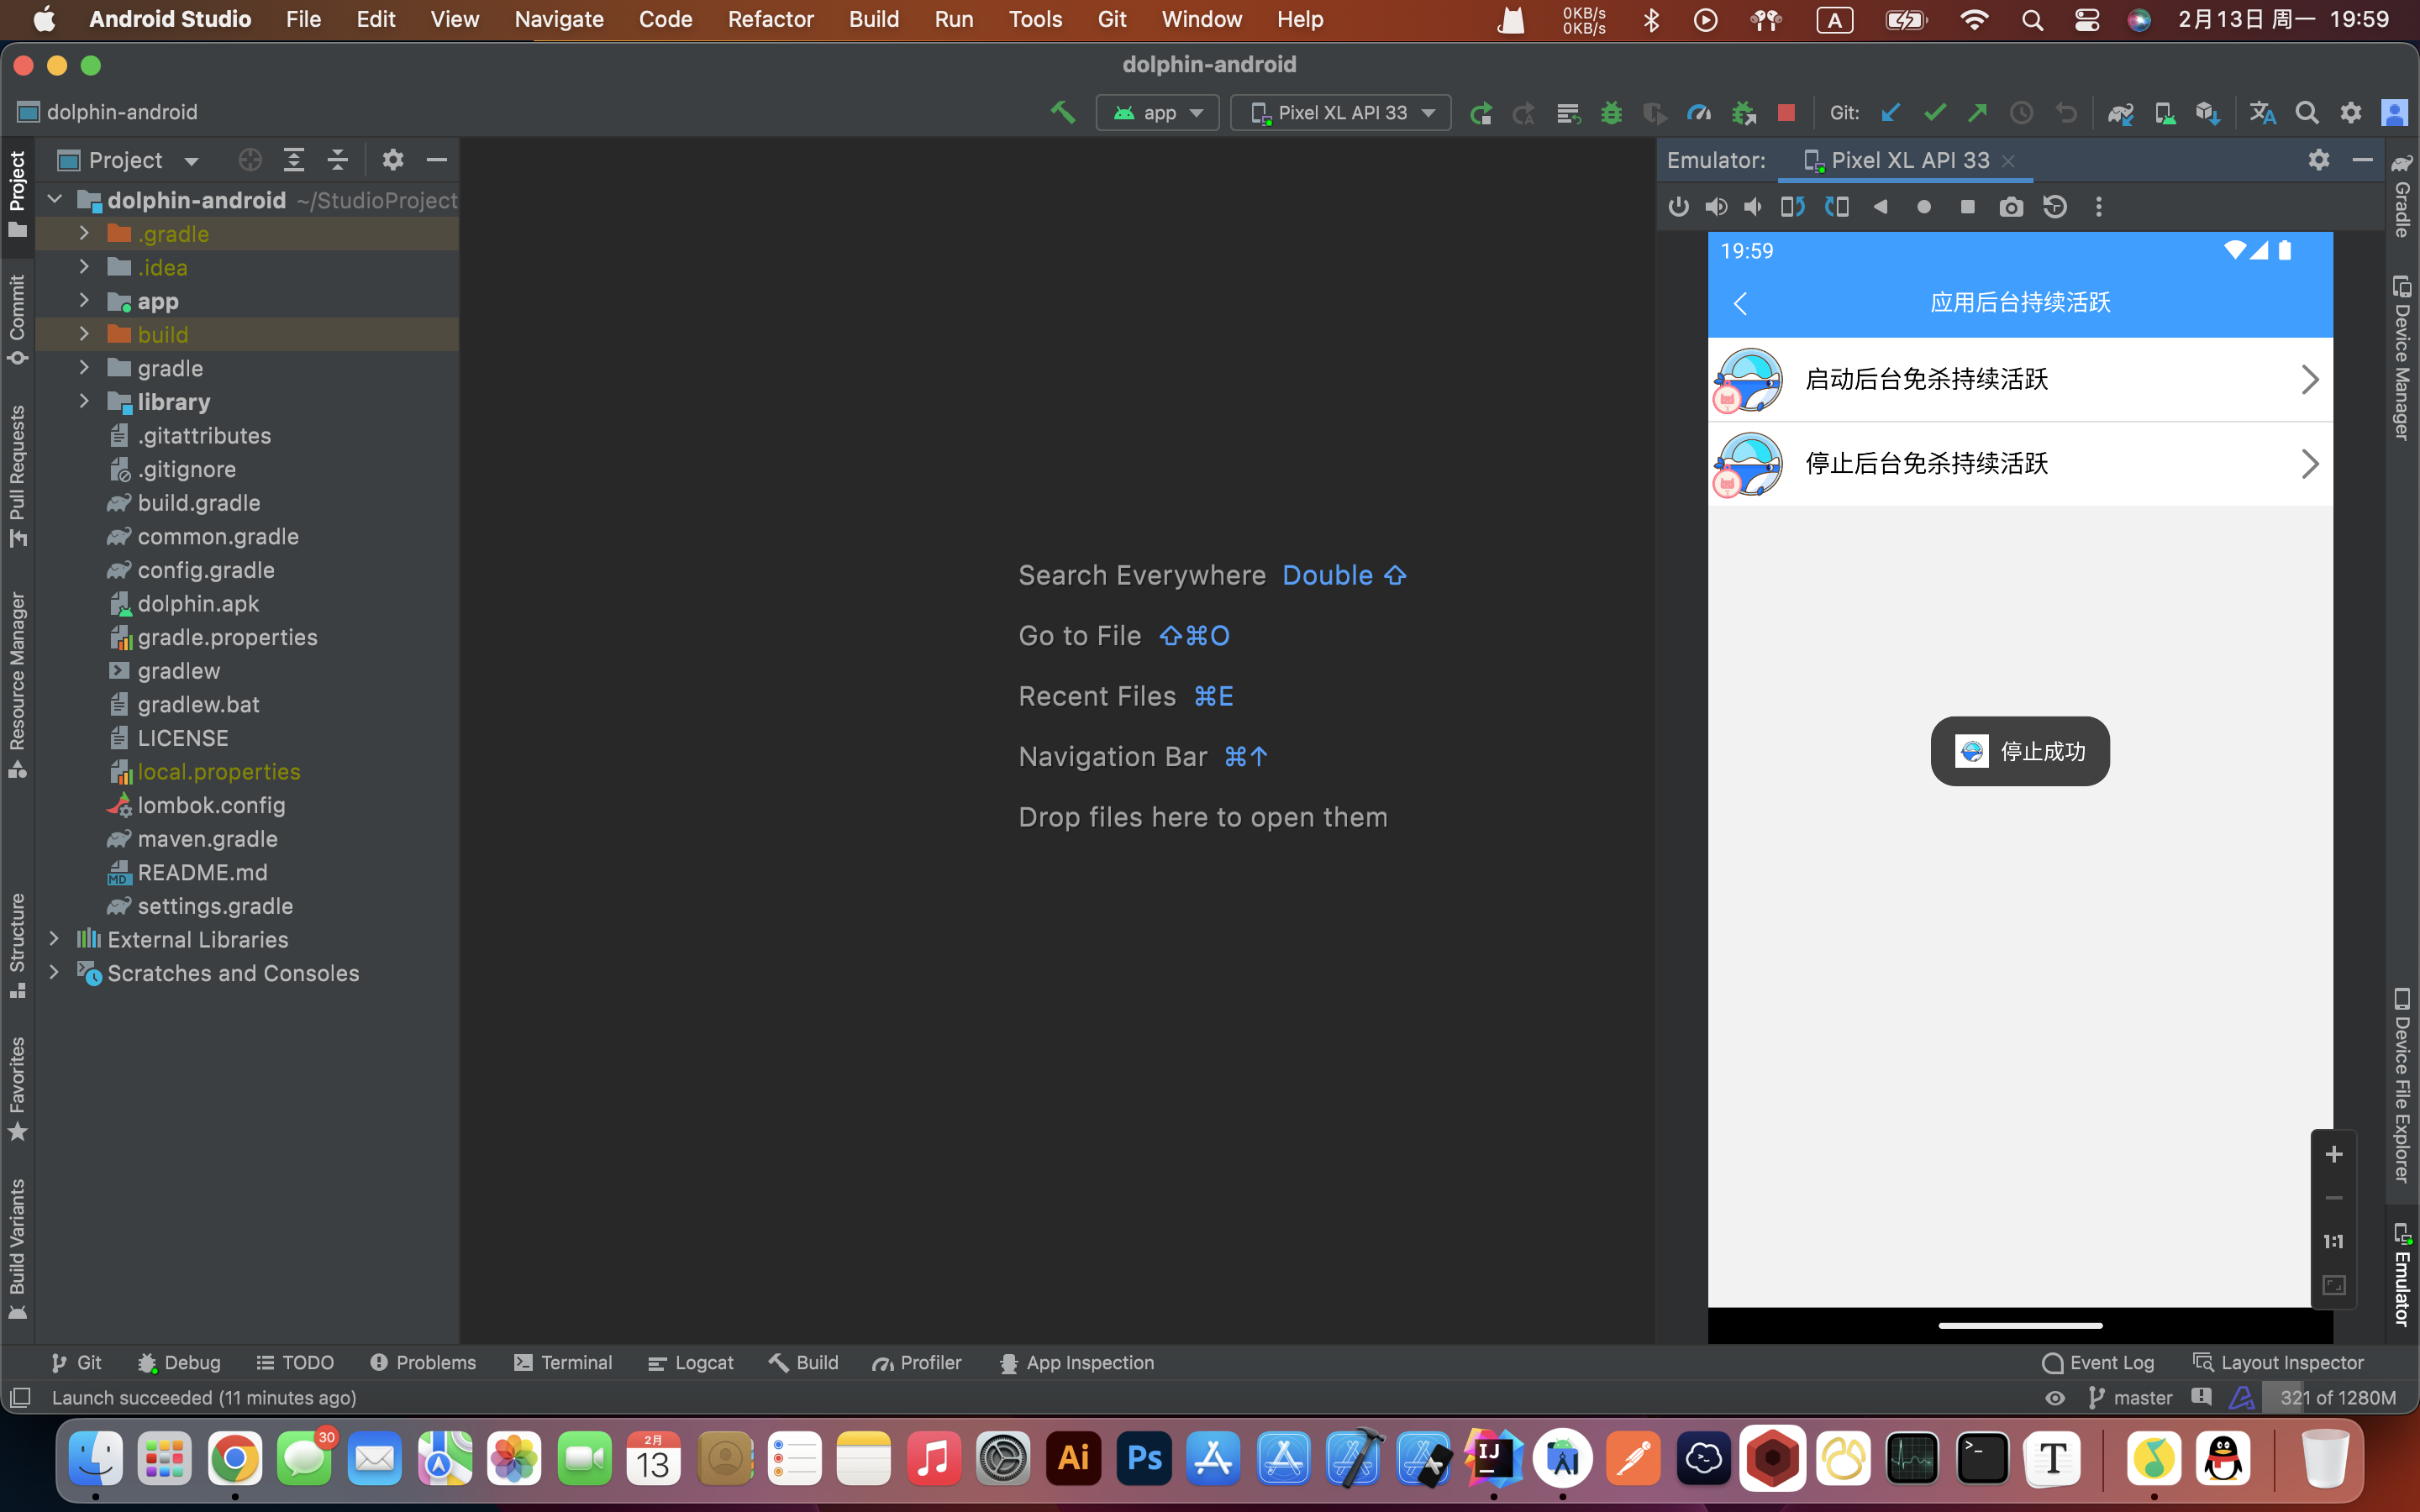 Android Studio File Edit View Navigate Code Refactor Build Run Tools Git Window Help
0KB/s
0KB/s
A
2月13日 周一 19:59
dolphin-android
dolphin-android
app
Pixel XL API 33
Git:
Project
dolphin-android ~/StudioProject
.gradle
.idea
app
build
gradle
library
.gitattributes
.gitignore
build.gradle
common.gradle
config.gradle
dolphin.apk
gradle.properties
gradlew
gradlew.bat
LICENSE
local.properties
lombok.config
maven.gradle
README.md
settings.gradle
External Libraries
Scratches and Consoles
Project
Commit
Pull Requests
Resource Manager
Structure
Favorites
Build Variants
Search Everywhere Double ⇧
Go to File ⇧⌘O
Recent Files ⌘E
Navigation Bar ⌘↑
Drop files here to open them
Emulator: Pixel XL API 33
19:59
应用后台持续活跃
启动后台免杀持续活跃
停止后台免杀持续活跃
停止成功
1:1
Gradle
Device Manager
Device File Explorer
Emulator
Git Debug TODO Problems Terminal Logcat Build Profiler App Inspection Event Log Layout Inspector
Launch succeeded (11 minutes ago)
master
321 of 1280M
30
2月
13
Ai
Ps
IJ
T